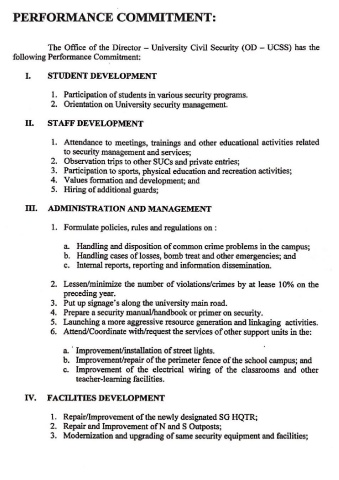 PERFORMANCE COMMITMENT:
The Office of the Director – University Civil Security (OD – UCSS) has the
following Performance Commitment:
I. STUDENT DEVELOPMENT
1. Participation of students in various security programs.
2. Orientation on University security management.
II. STAFF DEVELOPMENT
1. Attendance to meetings, trainings and other educational activities related
to security management and services;
2. Observation trips to other SUCs and private entries;
3. Participation to sports, physical education and recreation activities;
4. Values formation and development; and
5. Hiring of additional guards;
III. ADMINISTRATION AND MANAGEMENT
1. Formulate policies, rules and regulations on :
a. Handling and disposition of common crime problems in the campus;
b. Handling cases of losses, bomb treat and other emergencies; and
c. Internal reports, reporting and information dissemination.
2. Lessen/minimize the number of violations/crimes by at lease 10% on the
preceding year.
3. Put up signage's along the university main road.
4. Prepare a security manual/handbook or primer on security.
5. Launching a more aggressive resource generation and linkaging activities.
6. Attend/Coordinate with/request the services of other support units in the:
a. Improvement/installation of street lights.
b. Improvement/repair of the perimeter fence of the school campus; and
c. Improvement of the electrical wiring of the classrooms and other
teacher-learning facilities.
IV. FACILITIES DEVELOPMENT
1. Repair/Improvement of the newly designated SG HQTR;
2. Repair and Improvement of N and S Outposts;
3. Modernization and upgrading of same security equipment and facilities;